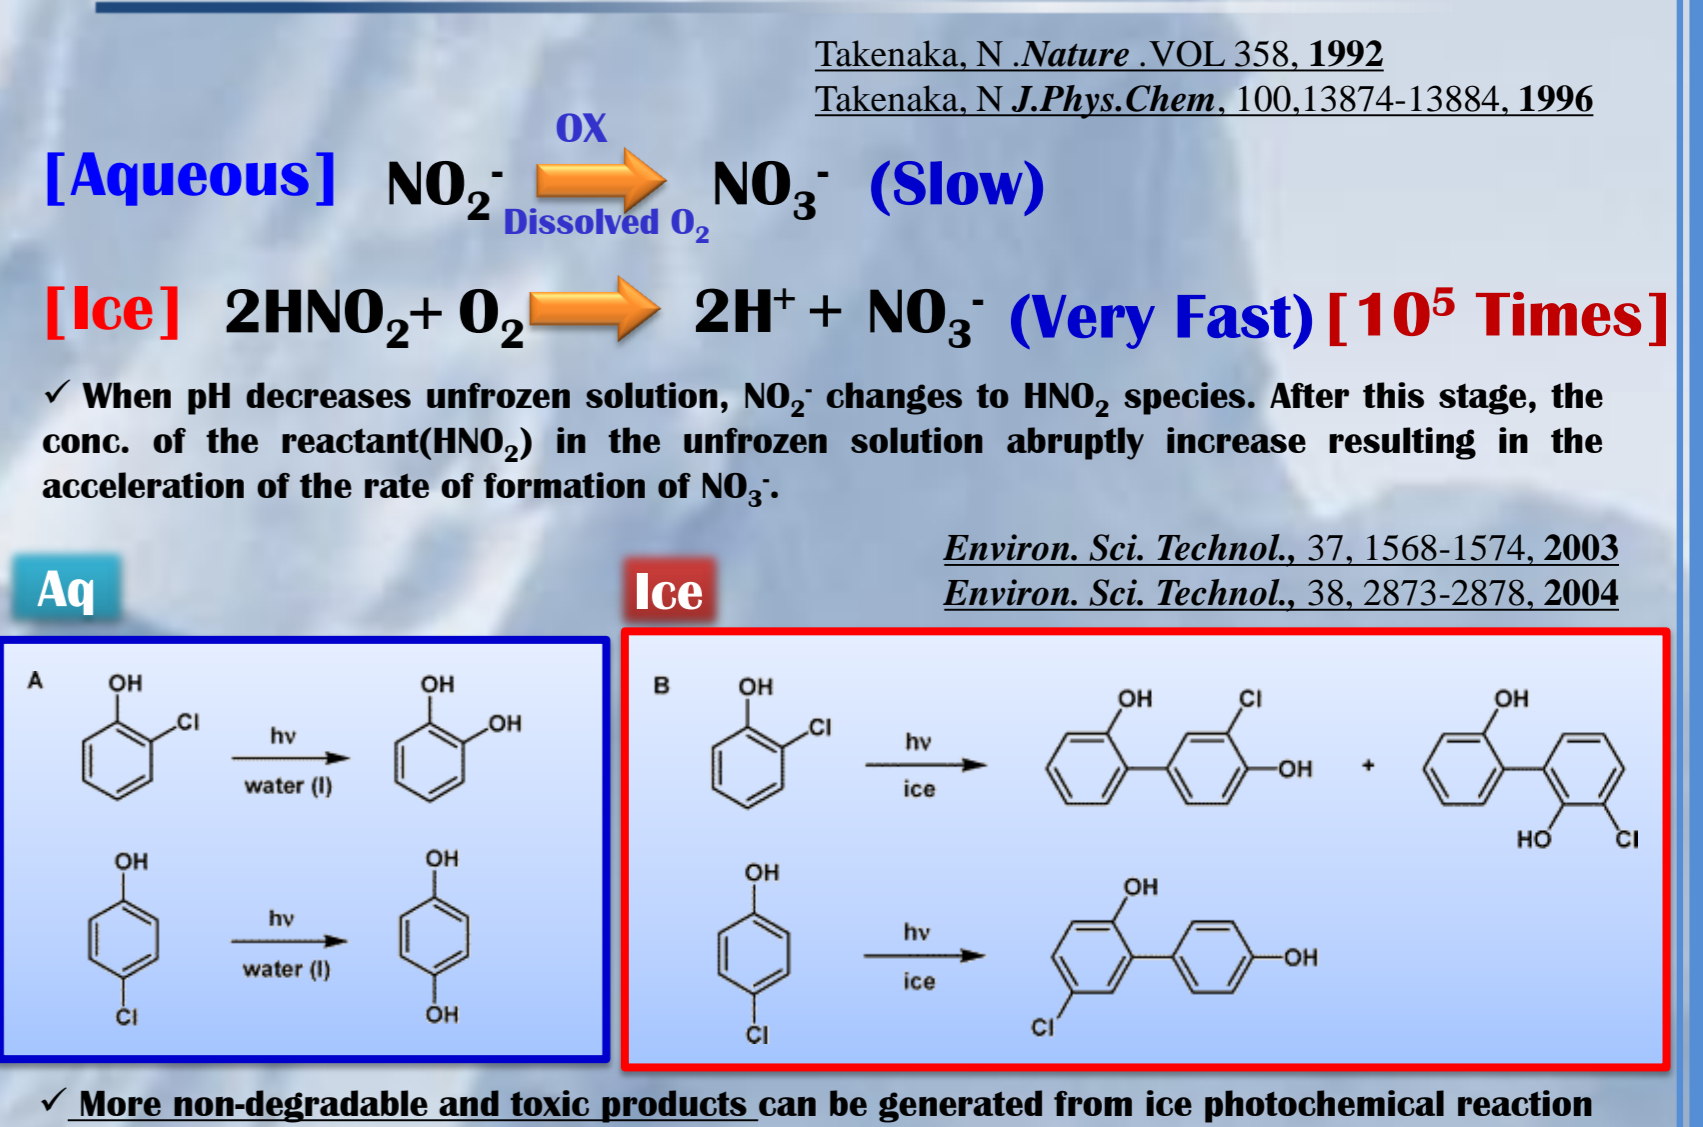 Takenaka, N .Nature .VOL 358, 1992
Takenaka, N J.Phys.Chem, 100,13874-13884, 1996
OX
[Aqueous] NO₂⁻ NO₃⁻ (Slow)
Dissolved O₂
[Ice] 2HNO₂+ O₂ 2H⁺ + NO₃⁻ (Very Fast) [10⁵ Times]
✓ When pH decreases unfrozen solution, NO₂⁻ changes to HNO₂ species. After this stage, the
conc. of the reactant(HNO₂) in the unfrozen solution abruptly increase resulting in the
acceleration of the rate of formation of NO₃⁻.
Environ. Sci. Technol., 37, 1568-1574, 2003
Environ. Sci. Technol., 38, 2873-2878, 2004
Aq
Ice
A
OH
Cl
hν
water (l)
OH
OH
OH
Cl
hν
water (l)
OH
OH
B
OH
Cl
hν
ice
OH
Cl
OH
+
OH
HO
Cl
OH
Cl
hν
ice
OH
OH
Cl
✓ More non-degradable and toxic products can be generated from ice photochemical reaction